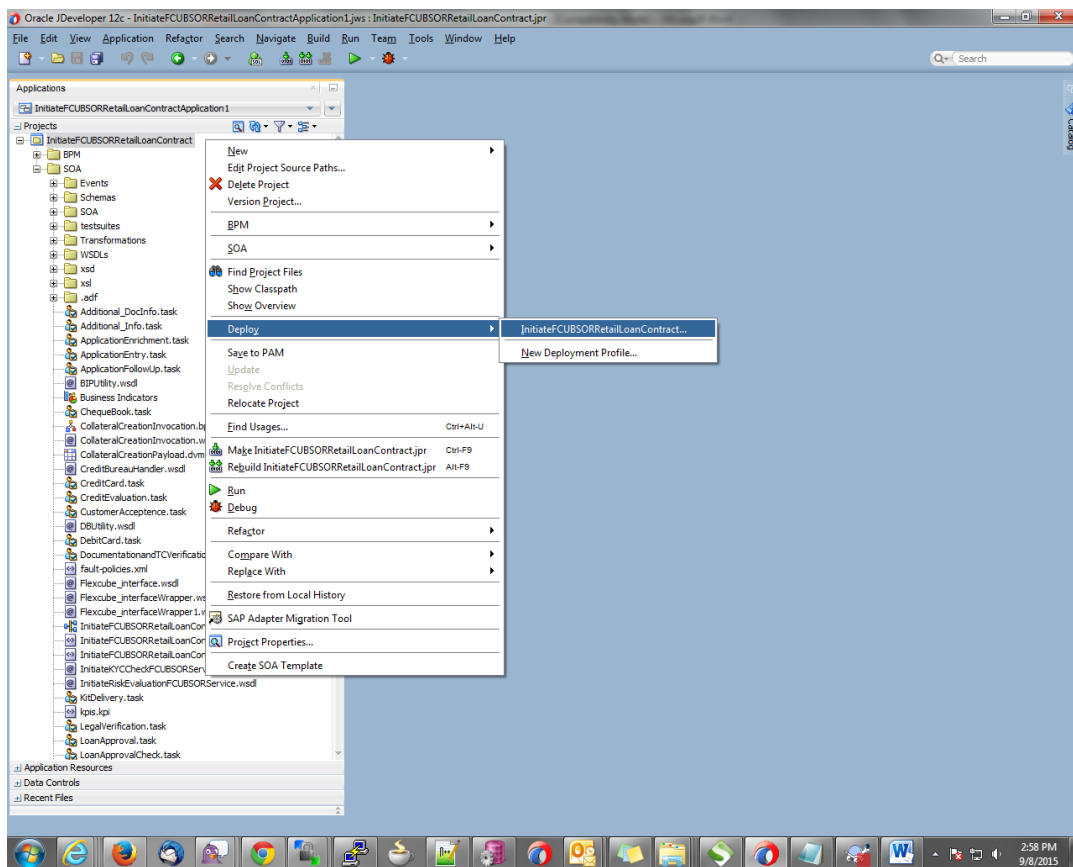 Oracle JDeveloper 12c - InitiateFCUBSORRetailLoanContractApplication1.jws : InitiateFCUBSORRetailLoanContract.jpr
File Edit View Application Refactor Search Navigate Build Run Team Tools Window Help
Search
Applications
InitiateFCUBSORRetailLoanContractApplication1
Projects
InitiateFCUBSORRetailLoanContract
BPM
SOA
Events
Schemas
SOA
testsuites
Transformations
WSDLs
xsd
xsl
.adf
Additional_DocInfo.task
Additional_Info.task
ApplicationEnrichment.task
ApplicationEntry.task
ApplicationFollowUp.task
BIPUtility.wsdl
Business Indicators
ChequeBook.task
CollateralCreationInvocation.bp
CollateralCreationInvocation.w
CollateralCreationPayload.dvm
CreditBureauHandler.wsdl
CreditCard.task
CreditEvaluation.task
CustomerAcceptence.task
DBUtility.wsdl
DebitCard.task
DocumentationandTCVerificatio
fault-policies.xml
Flexcube_interface.wsdl
Flexcube_interfaceWrapper.ws
Flexcube_interfaceWrapper1.w
InitiateFCUBSORRetailLoanCon
InitiateFCUBSORRetailLoanCon
InitiateFCUBSORRetailLoanCon
InitiateKYCCheckFCUBSORServ
InitiateRiskEvaluationFCUBSORService.wsdl
KitDelivery.task
kpis.kpi
LegalVerification.task
LoanApproval.task
LoanApprovalCheck.task
Application Resources
Data Controls
Recent Files
New
Edit Project Source Paths...
Delete Project
Version Project...
BPM
SOA
Find Project Files
Show Classpath
Show Overview
Deploy
Save to PAM
Update
Resolve Conflicts
Relocate Project
Find Usages... Ctrl+Alt-U
Make InitiateFCUBSORRetailLoanContract.jpr Ctrl-F9
Rebuild InitiateFCUBSORRetailLoanContract.jpr Alt-F9
Run
Debug
Refactor
Compare With
Replace With
Restore from Local History
SAP Adapter Migration Tool
Project Properties...
Create SOA Template
InitiateFCUBSORRetailLoanContract...
New Deployment Profile...
Catalog
2:58 PM
9/8/2015